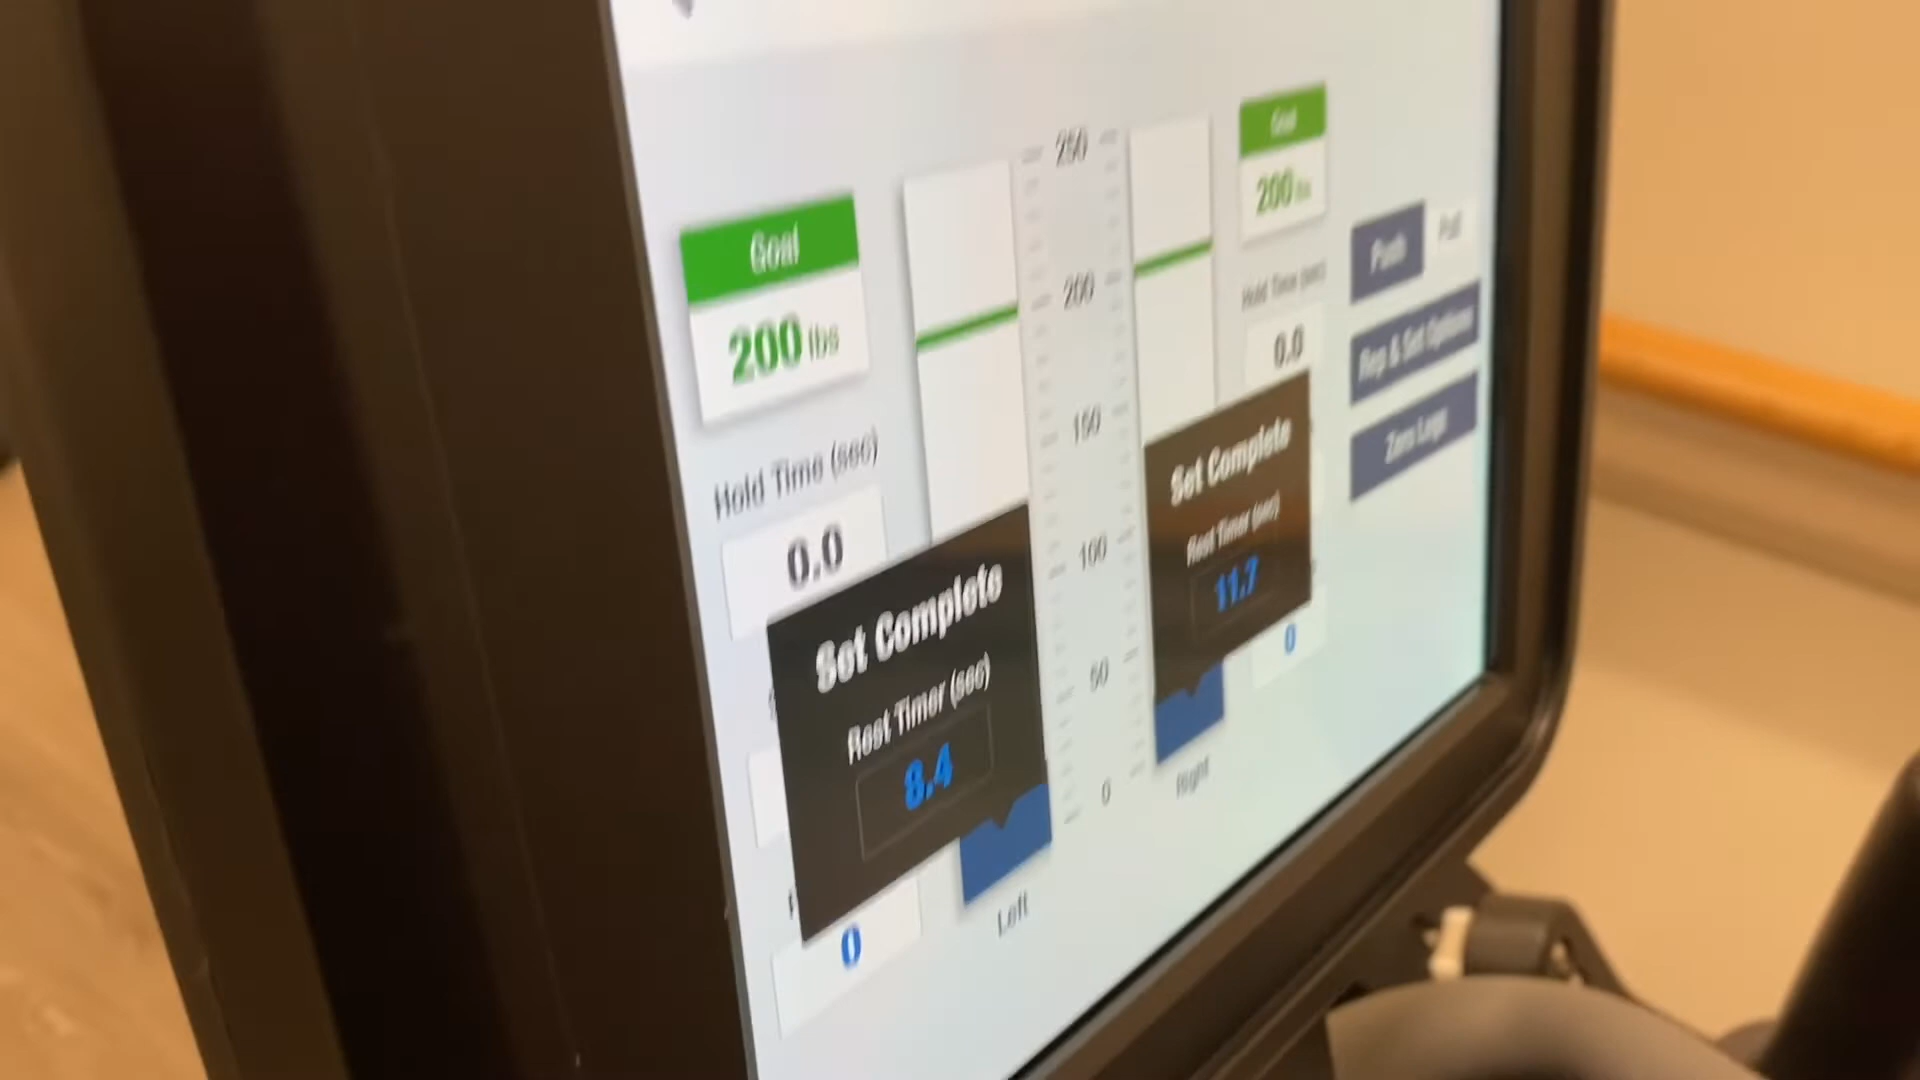 Goal
200 lbs
Hold Time (sec)
0.0
Set Complete
Rest Timer (sec)
8.4
0
Left
250
200
150
100
50
0
Goal
200 lbs
Hold Time (sec)
0.0
Set Complete
Rest Timer (sec)
11.7
0
Right
Push
Pull
Rep & Set Options
Zero Legs